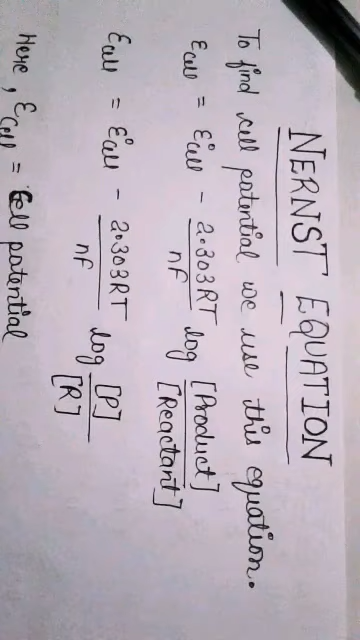 NERNST EQUATION
To find cell potential we use this equation.
Ecell = E°cell - 2.303RT/nF log [Product]/[Reactant]
Ecell = E°cell - 2.303RT/nF log [P]/[R]
Here, Ecell = Cell potential